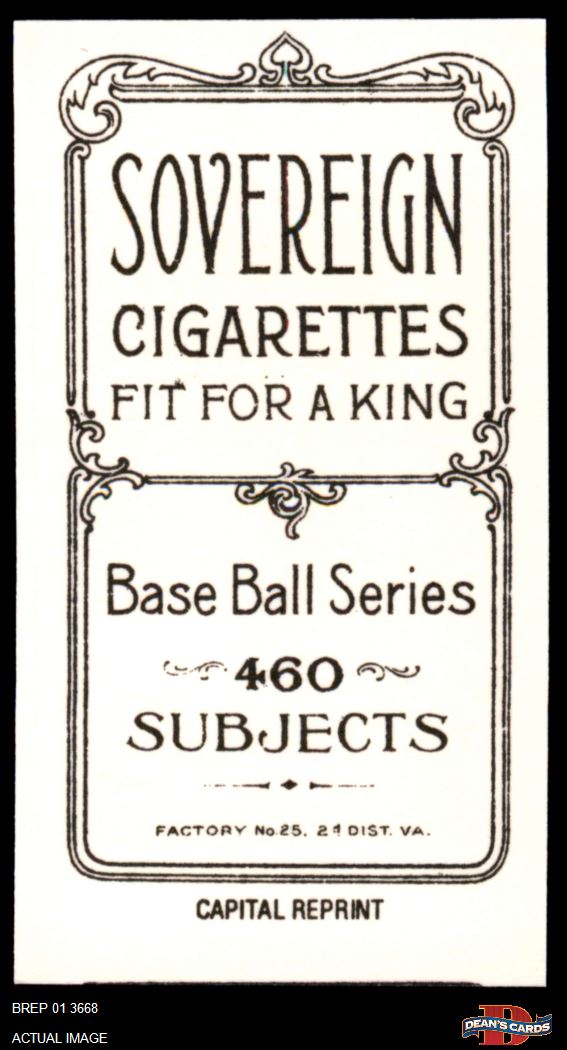 SOVEREIGN
CIGARETTES
FIT FOR A KING
Base Ball Series
460
SUBJECTS
FACTORY No. 25, 2d DIST. VA.
CAPITAL REPRINT
BREP 01 3668
ACTUAL IMAGE
D
DEAN'S CARDS